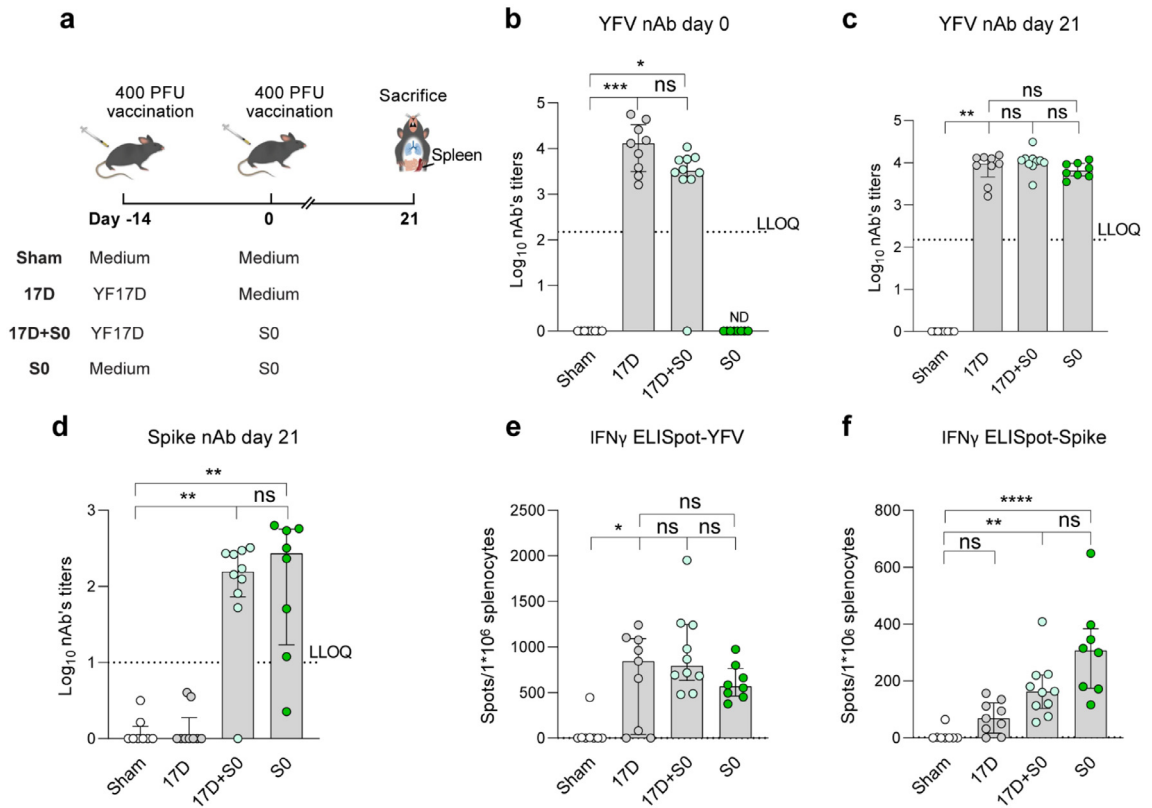 a
400 PFU
vaccination
400 PFU
vaccination
Sacrifice
Spleen
Day -14
0
21
Sham Medium Medium
17D YF17D Medium
17D+S0 YF17D S0
S0 Medium S0
b
YFV nAb day 0
*
*** ns
Log10 nAb's titers
5
4
3
2
1
0
LLOQ
ND
Sham
17D
17D+S0
S0
c
YFV nAb day 21
ns
** ns ns
Log10 nAb's titers
5
4
3
2
1
0
LLOQ
Sham
17D
17D+S0
S0
d
Spike nAb day 21
**
** ns
Log10 nAb's titers
3
2
1
0
LLOQ
Sham
17D
17D+S0
S0
e
IFNγ ELISpot-YFV
ns
* ns ns
Spots/1*10⁶ splenocytes
2500
2000
1500
1000
500
0
Sham
17D
17D+S0
S0
f
IFNγ ELISpot-Spike
****
** ns
ns
Spots/1*10₆ splenocytes
800
600
400
200
0
Sham
17D
17D+S0
S0